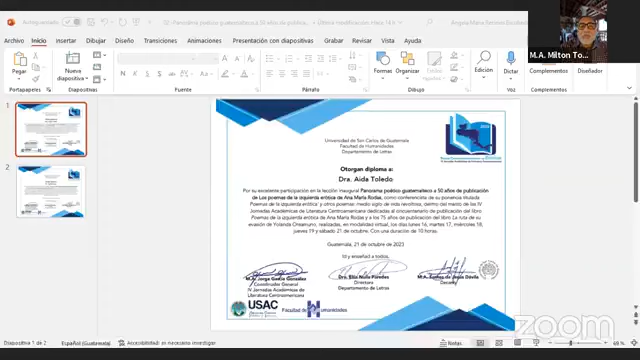 Autoguardado
Archivo Inicio Insertar Dibujar Diseño Transiciones Animaciones Presentación con diapositivas Grabar Revisar Vista Ayuda
M.A. Milton To...
Pegar
Nueva diapositiva
Formas Organizar
Edición
Dictar
Complementos
Diseñador
Portapapeles
Diapositivas
Fuente
Párrafo
Dibujo
Voz
Complementos
1
2
Universidad de San Carlos de Guatemala
Facultad de Humanidades
Departamento de Letras
Otorgan diploma a:
Dra. Aida Toledo
Por su excelente participación en la lección inaugural Panorama poético guatemalteco a 50 años de publicación
de Los poemas de la izquierda erótica de Ana María Rodas, como conferencista de su ponencia titulada
Poemas de la izquierda erótica y otros poemas: medio siglo de vida revoltosa, dentro del marco de las IV
Jornadas Académicas de Literatura Centroamericana dedicadas al cincuentenario de publicación del libro
Poemas de la izquierda erótica de Ana María Rodas y a los 75 años de publicación del libro La ruta de su
evasión de Yolanda Oreamuno, realizadas, en modalidad virtual, los días lunes 16, martes 17, miércoles 18,
jueves 19 y sábado 21 de octubre. Con una duración de 10 horas.
Guatemala, 21 de octubre de 2023
Id y enseñad a todos,
Coordinador General
IV Jornadas Académicas de
Literatura Centroamericana
Directora
Departamento de Letras
Decano
USAC
Facultad de Humanidades
zoom
Diapositiva 1 de 2
Español (Guatemala)
Accesibilidad: es necesario investigar
Notas
69 %